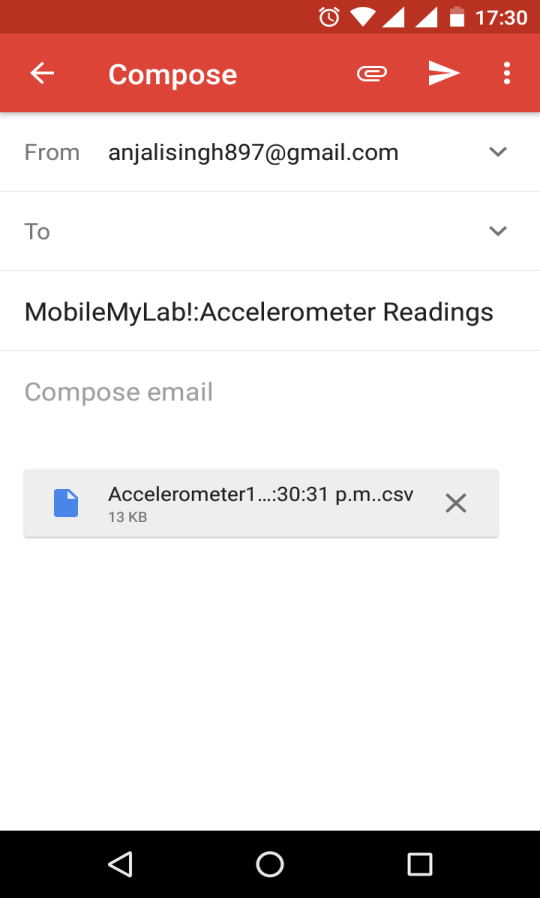 17:30
Compose
From anjalisingh897@gmail.com
To
MobileMyLab!:Accelerometer Readings
Compose email
Accelerometer1...:30:31 p.m..csv
13 KB